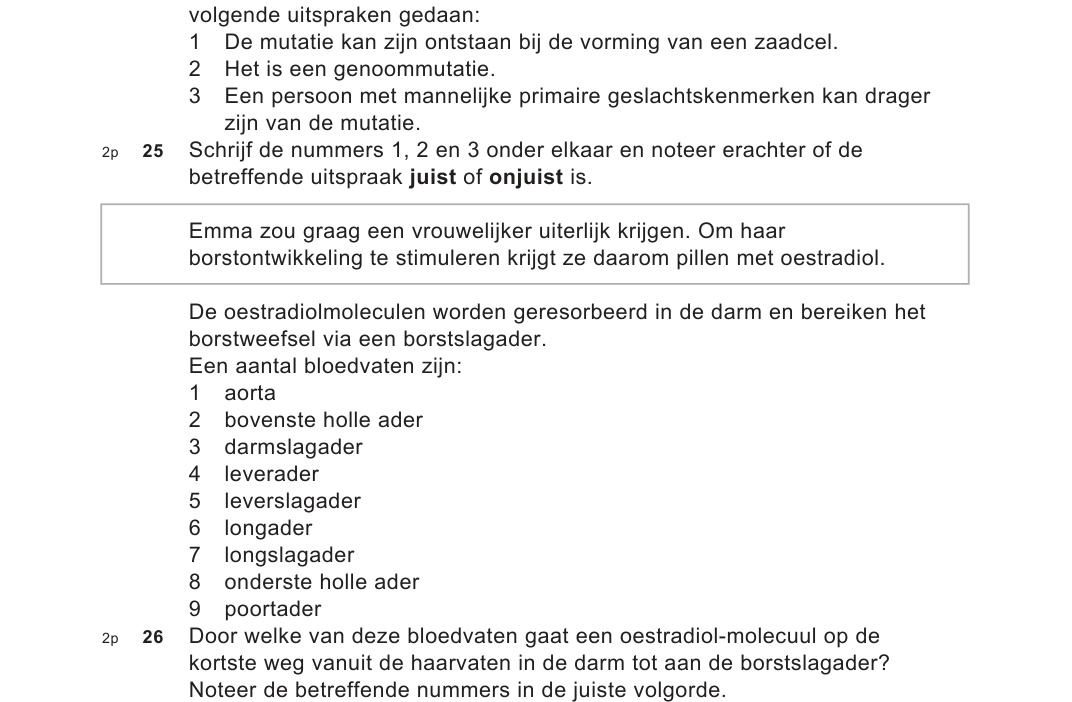 volgende uitspraken gedaan:
1 De mutatie kan zijn ontstaan bij de vorming van een zaadcel.
2 Het is een genoommutatie.
3 Een persoon met mannelijke primaire geslachtskenmerken kan drager
zijn van de mutatie.
2p 25 Schrijf de nummers 1, 2 en 3 onder elkaar en noteer erachter of de
betreffende uitspraak juist of onjuist is.
Emma zou graag een vrouwelijker uiterlijk krijgen. Om haar
borstontwikkeling te stimuleren krijgt ze daarom pillen met oestradiol.
De oestradiolmoleculen worden geresorbeerd in de darm en bereiken het
borstweefsel via een borstslagader.
Een aantal bloedvaten zijn:
1 aorta
2 bovenste holle ader
3 darmslagader
4 leverader
5 leverslagader
6 longader
7 longslagader
8 onderste holle ader
9 poortader
2p 26 Door welke van deze bloedvaten gaat een oestradiol-molecuul op de
kortste weg vanuit de haarvaten in de darm tot aan de borstslagader?
Noteer de betreffende nummers in de juiste volgorde.